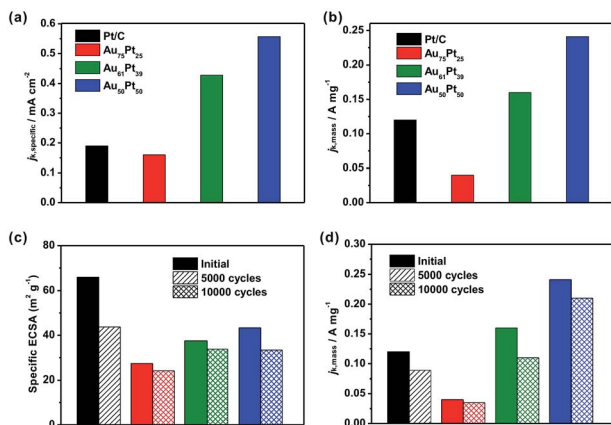 (a)
0.6
0.5
0.4
0.3
0.2
0.1
0.0
jk,specific / mA cm-2
Pt/C
Au75Pt25
Au61Pt39
Au50Pt50
(b)
0.25
0.20
0.15
0.10
0.05
0.00
jk,mass / A mg-1
Pt/C
Au75Pt25
Au61Pt39
Au50Pt50
(c)
80
60
40
20
0
Specific ECSA (m2 g-1)
Initial
5000 cycles
10000 cycles
(d)
0.30
0.25
0.20
0.15
0.10
0.05
0.00
jk,mass / A mg-1
Initial
5000 cycles
10000 cycles